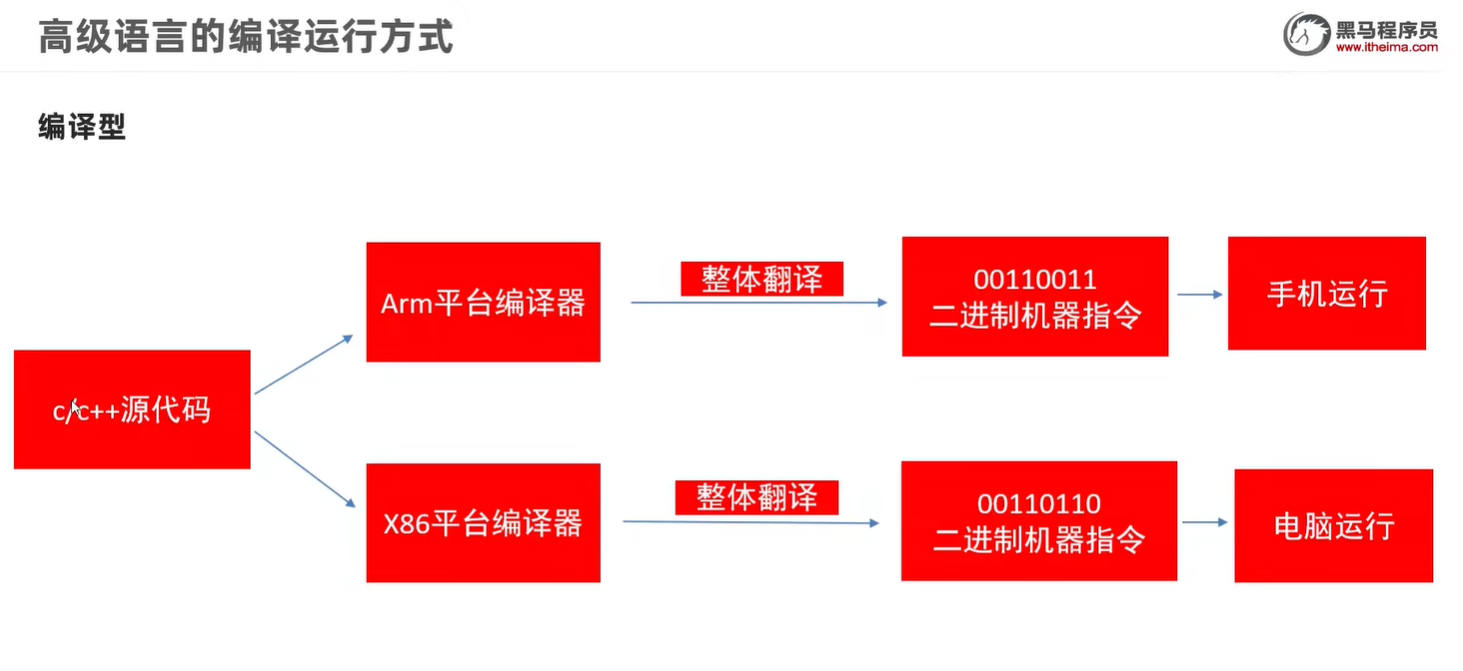 高级语言的编译运行方式
黑马程序员
www.itheima.com
编译型
c/c++源代码
Arm平台编译器
整体翻译
00110011
二进制机器指令
手机运行
X86平台编译器
整体翻译
00110110
二进制机器指令
电脑运行